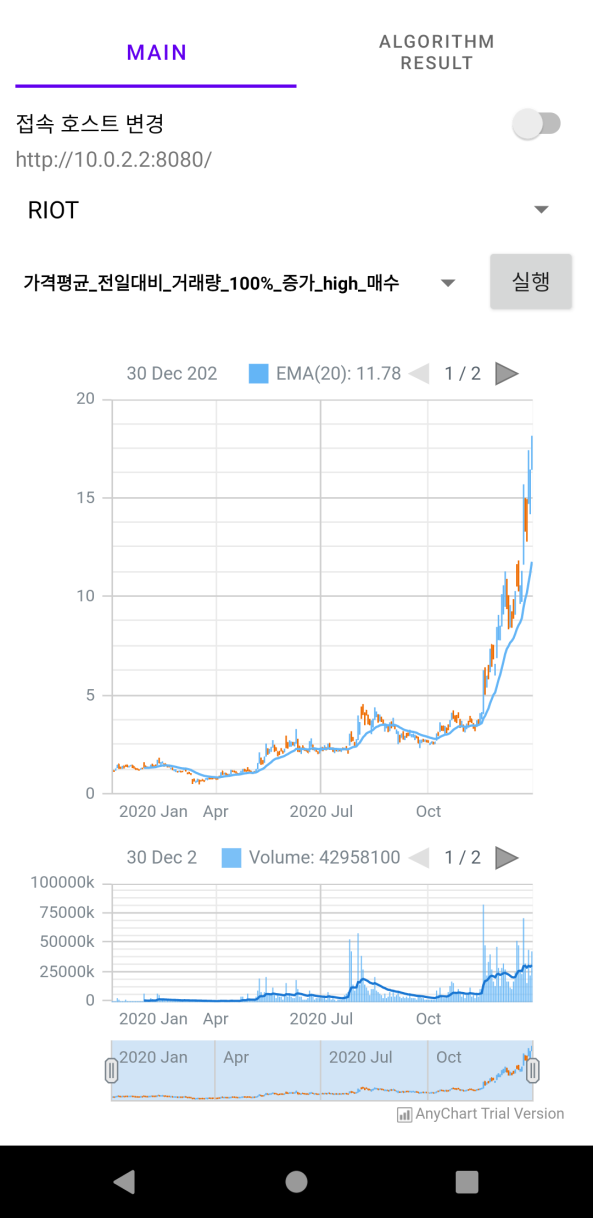 MAIN
ALGORITHM
RESULT
접속 호스트 변경
http://10.0.2.2:8080/
RIOT
가격평균_전일대비_거래량_100%_증가_high_매수
실행
30 Dec 202 EMA(20): 11.78 1 / 2
20
15
10
5
0
2020 Jan Apr 2020 Jul Oct
30 Dec 2 Volume: 42958100 1 / 2
100000k
75000k
50000k
25000k
0
2020 Jan Apr 2020 Jul Oct
2020 Jan Apr 2020 Jul Oct
AnyChart Trial Version